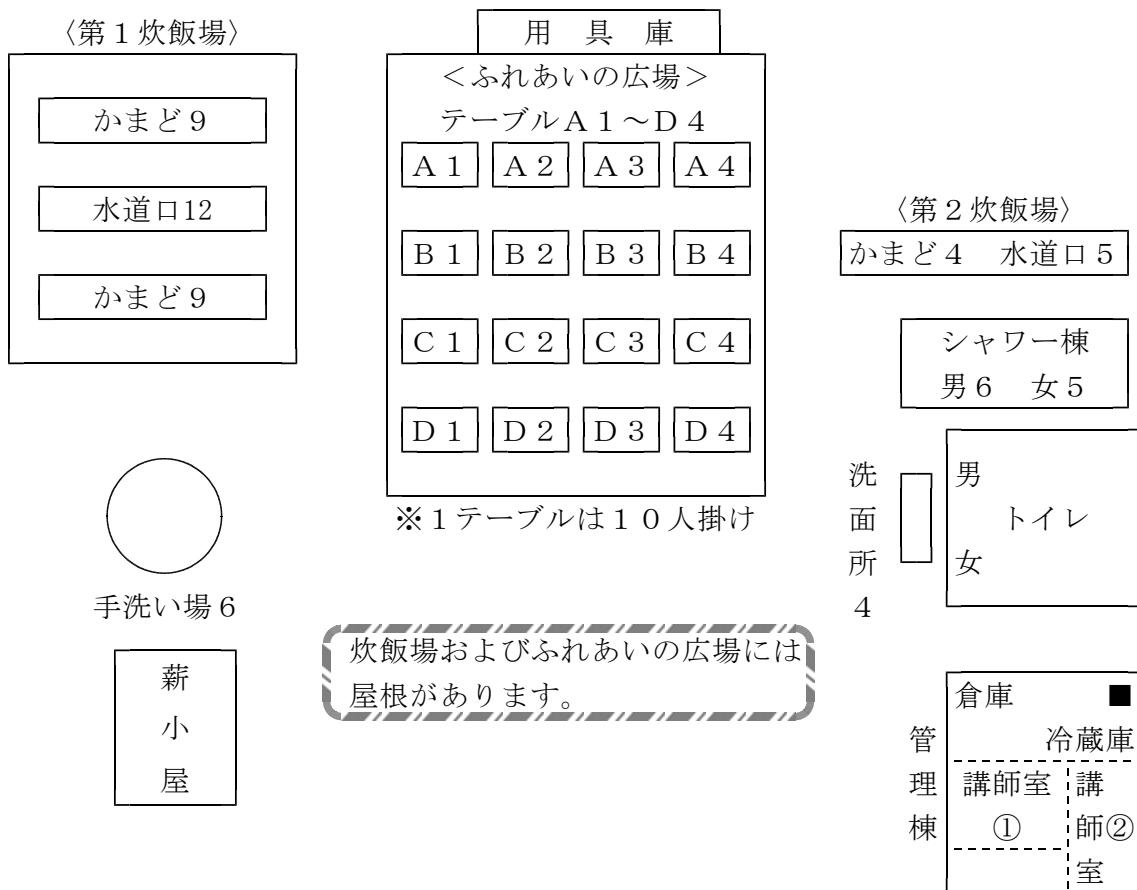 〈第１炊飯場〉
かまど９
水道口12
かまど９
用　具　庫
＜ふれあいの広場＞
テーブルＡ１～Ｄ４
Ａ１　Ａ２　Ａ３　Ａ４
Ｂ１　Ｂ２　Ｂ３　Ｂ４
Ｃ１　Ｃ２　Ｃ３　Ｃ４
Ｄ１　Ｄ２　Ｄ３　Ｄ４
※１テーブルは１０人掛け
〈第２炊飯場〉
かまど４　水道口５
シャワー棟
男６　女５
洗面所４
男
トイレ
女
手洗い場６
薪小屋
炊飯場およびふれあいの広場には
屋根があります。
管理棟
倉庫　■
冷蔵庫
講師室
①
講師室②